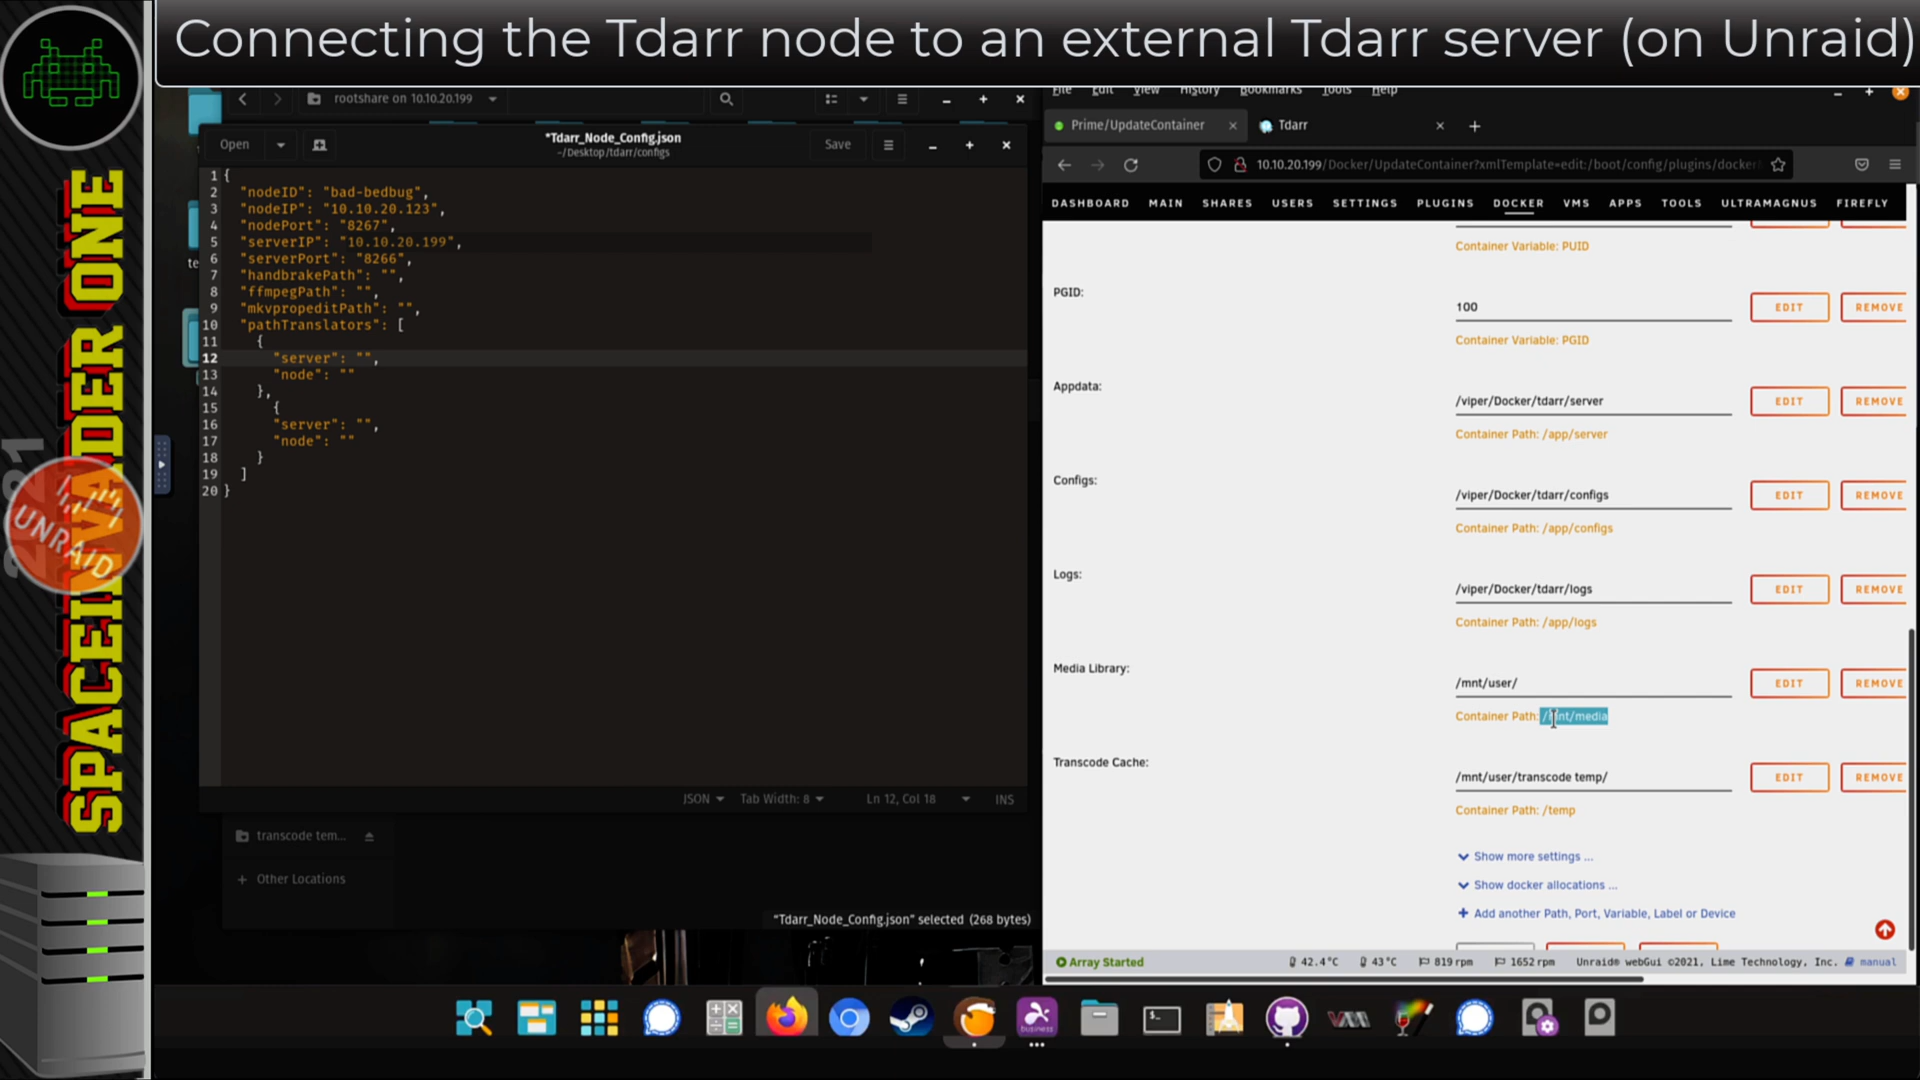 Connecting the Tdarr node to an external Tdarr server (on Unraid)
SPACEINVADER ONE
2021
UNRAID
rootshare on 10.10.20.199
Open
*Tdarr_Node_Config.json
~/Desktop/tdarr/configs
Save
1 {
2 "nodeID": "bad-bedbug",
3 "nodeIP": "10.10.20.123",
4 "nodePort": "8267",
5 "serverIP": "10.10.20.199",
6 "serverPort": "8266",
7 "handbrakePath": "",
8 "ffmpegPath": "",
9 "mkvpropeditPath": "",
10 "pathTranslators": [
11 {
12 "server": "",
13 "node": ""
14 },
15 {
16 "server": "",
17 "node": ""
18 }
19 ]
20 }
te
JSON Tab Width: 8 Ln 12, Col 18 INS
transcode tem...
+ Other Locations
"Tdarr_Node_Config.json" selected (268 bytes)
File Edit View History Bookmarks Tools Help
Prime/UpdateContainer
Tdarr
10.10.20.199/Docker/UpdateContainer?xmlTemplate=edit:/boot/config/plugins/docker
DASHBOARD MAIN SHARES USERS SETTINGS PLUGINS DOCKER VMS APPS TOOLS ULTRAMAGNUS FIREFLY
Container Variable: PUID
PGID:
100
EDIT REMOVE
Container Variable: PGID
Appdata:
/viper/Docker/tdarr/server
EDIT REMOVE
Container Path: /app/server
Configs:
/viper/Docker/tdarr/configs
EDIT REMOVE
Container Path: /app/configs
Logs:
/viper/Docker/tdarr/logs
EDIT REMOVE
Container Path: /app/logs
Media Library:
/mnt/user/
EDIT REMOVE
Container Path: /mnt/media
Transcode Cache:
/mnt/user/transcode temp/
EDIT REMOVE
Container Path: /temp
Show more settings ...
Show docker allocations ...
+ Add another Path, Port, Variable, Label or Device
Array Started
42.4°C 43°C 819 rpm 1652 rpm Unraid® webGui ©2021, Lime Technology, Inc. manual
business